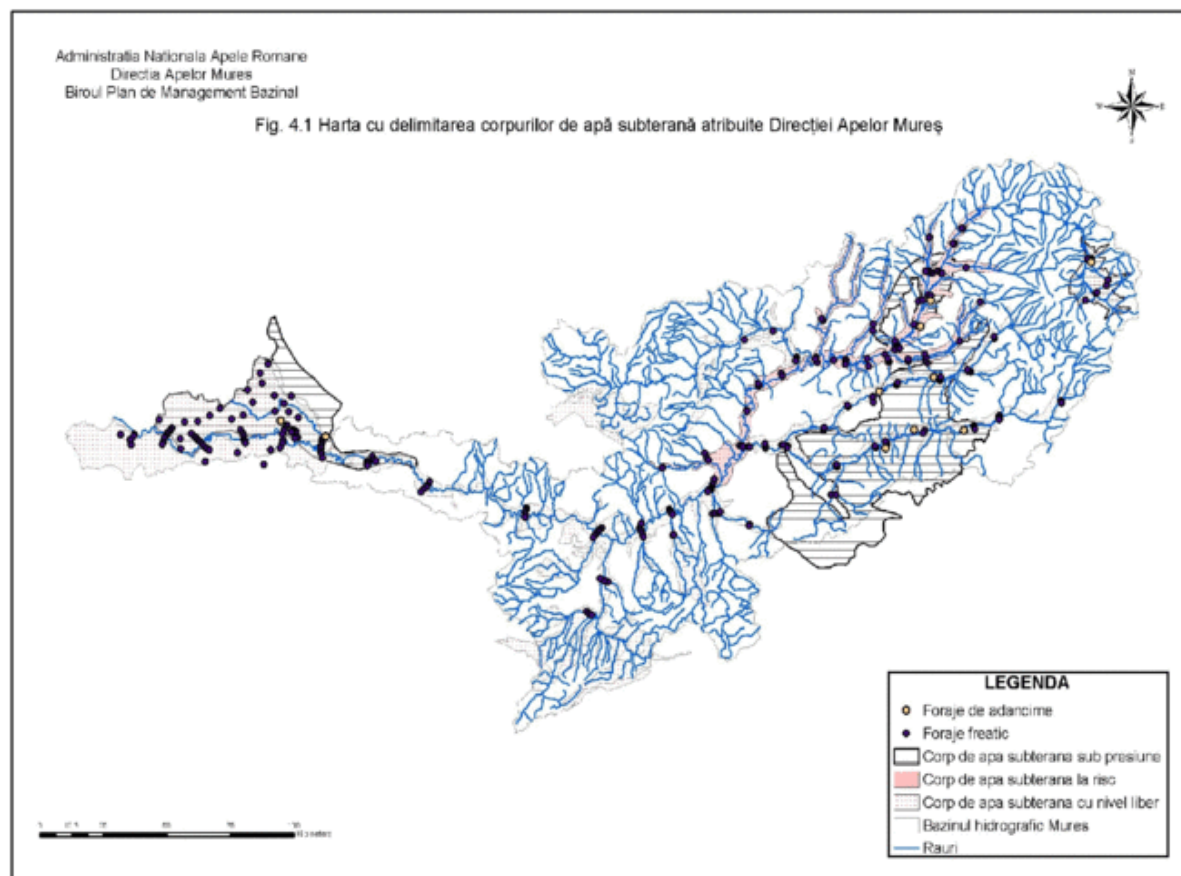 Administratia Nationala Apele Romane
Directia Apelor Mures
Biroul Plan de Management Bazinal
Fig. 4.1 Harta cu delimitarea corpurilor de apă subterană atribuite Direcției Apelor Mureș
N
E
LEGENDA
Foraje de adancime
Foraje freatic
Corp de apa subterana sub presiune
Corp de apa subterana la risc
Corp de apa subterana cu nivel liber
Bazinul hidrografic Mures
Rauri